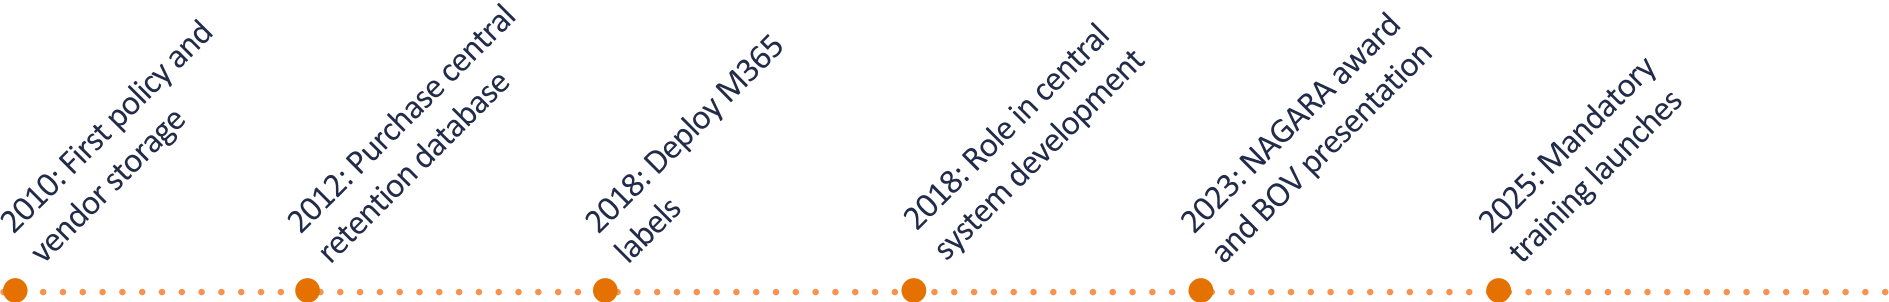 2010: First policy and
vendor storage
2012: Purchase central
retention database
2018: Deploy M365
labels
2018: Role in central
system development
2023: NAGARA award
and BOV presentation
2025: Mandatory
training launches